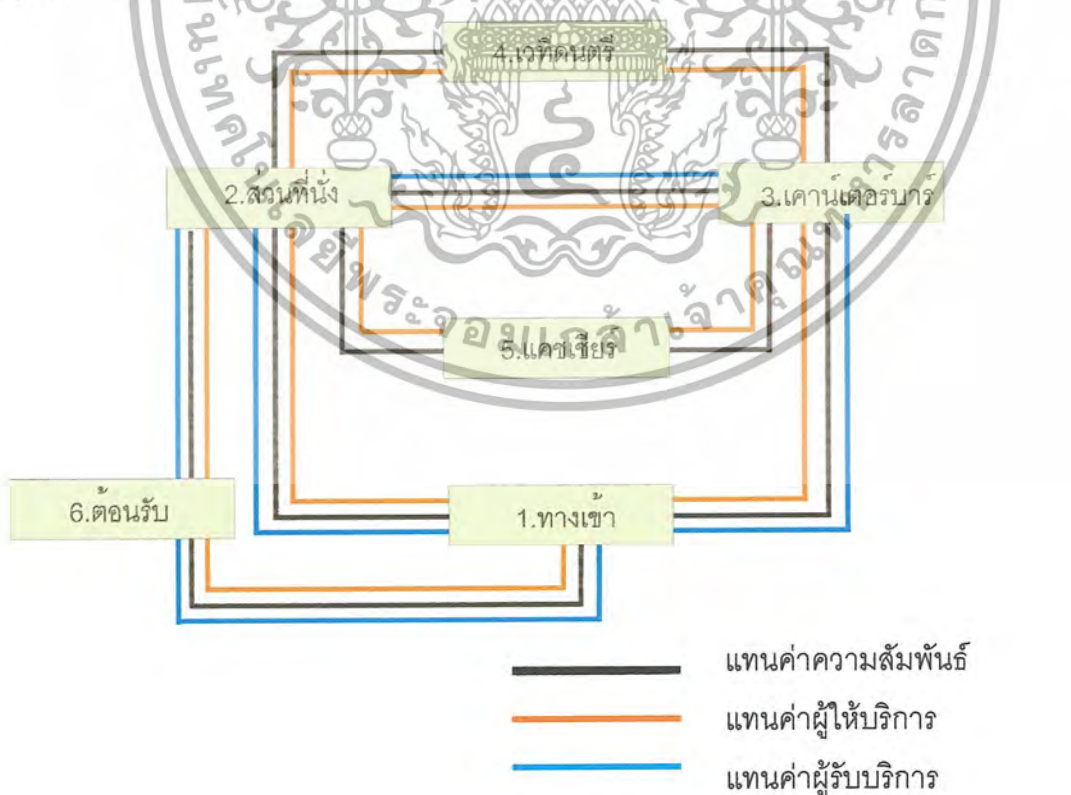 4.เวทีดนตรี
2.ส่วนที่นั่ง
3.เคาน์เตอร์บาร์
5.แคชเชียร์
6.ต้อนรับ
1.ทางเข้า
แทนค่าความสัมพันธ์
แทนค่าผู้ให้บริการ
แทนค่าผู้รับบริการ